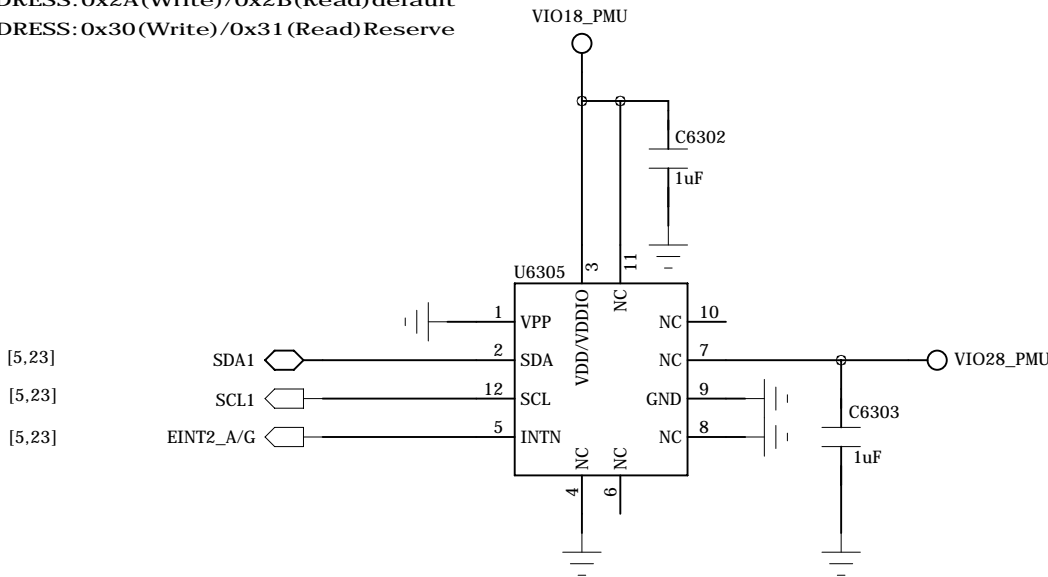 DRESS:0x2A(Write)/0x2B(Read)default
DRESS:0x30(Write)/0x31(Read)Reserve
VIO18_PMU
C6302
1uF
U6305
3
11
VDD/VDDIO
NC
1
VPP
NC
10
[5,23]
SDA1
2
SDA
NC
7
VIO28_PMU
[5,23]
SCL1
12
SCL
GND
9
C6303
1uF
[5,23]
EINT2_A/G
5
INTN
NC
8
NC
NC
4
6